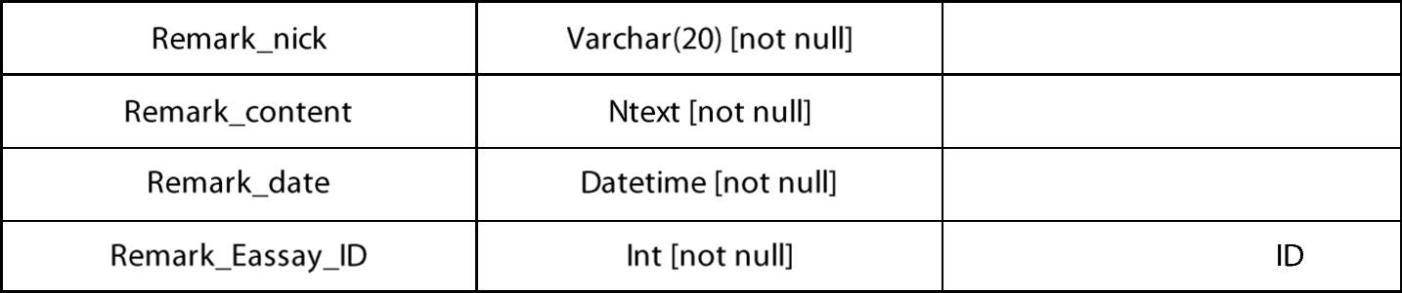 Remark_nick Varchar(20) [not null]
Remark_content Ntext [not null]
Remark_date Datetime [not null]
Remark_Eassay_ID Int [not null] ID